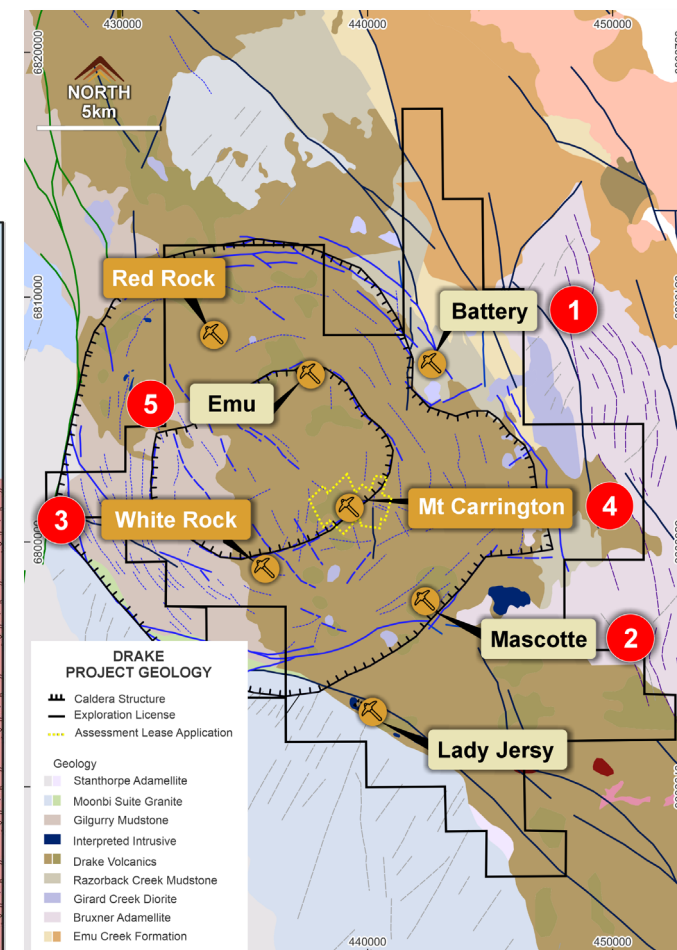 430000
440000
450000
6820000
NORTH
5km
Red Rock
6810000
Battery
1
5
Emu
3
White Rock
Mt Carrington
4
6800000
Mascotte
2
DRAKE
PROJECT GEOLOGY
Caldera Structure
Exploration License
Assessment Lease Application
Lady Jersy
Geology
Stanthorpe Adamellite
Moonbi Suite Granite
Gilgurry Mudstone
Interpreted Intrusive
Drake Volcanics
Razorback Creek Mudstone
Girard Creek Diorite
Bruxner Adamellite
Emu Creek Formation
440000
450000